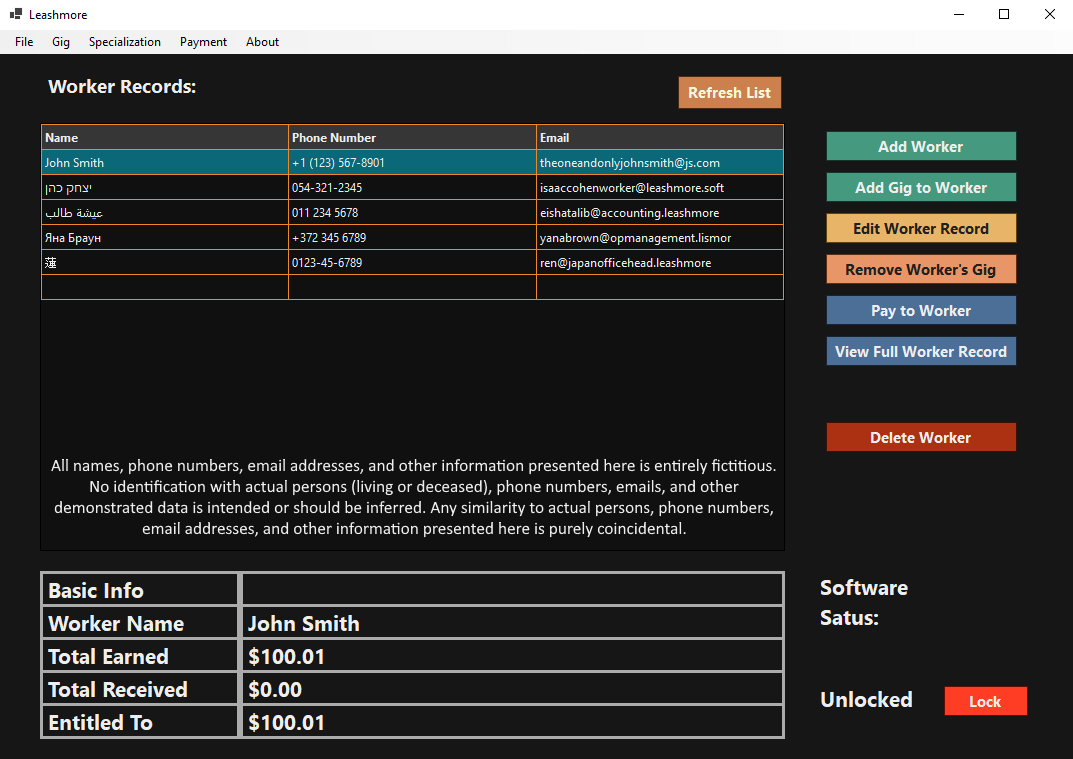 Leashmore
File Gig Specialization Payment About
Worker Records:
Refresh List
Name Phone Number Email
John Smith +1 (123) 567-8901 theoneandonlyjohnsmith@js.com
יצחק כהן 054-321-2345 isaaccohenworker@leashmore.soft
عيشة طالب 011 234 5678 eishatalib@accounting.leashmore
Яна Браун +372 345 6789 yanabrown@opmanagement.lismor
蓮 0123-45-6789 ren@japanofficehead.leashmore
All names, phone numbers, email addresses, and other information presented here is entirely fictitious.
No identification with actual persons (living or deceased), phone numbers, emails, and other
demonstrated data is intended or should be inferred. Any similarity to actual persons, phone numbers,
email addresses, and other information presented here is purely coincidental.
Add Worker
Add Gig to Worker
Edit Worker Record
Remove Worker's Gig
Pay to Worker
View Full Worker Record
Delete Worker
Basic Info
Worker Name John Smith
Total Earned $100.01
Total Received $0.00
Entitled To $100.01
Software
Satus:
Unlocked
Lock